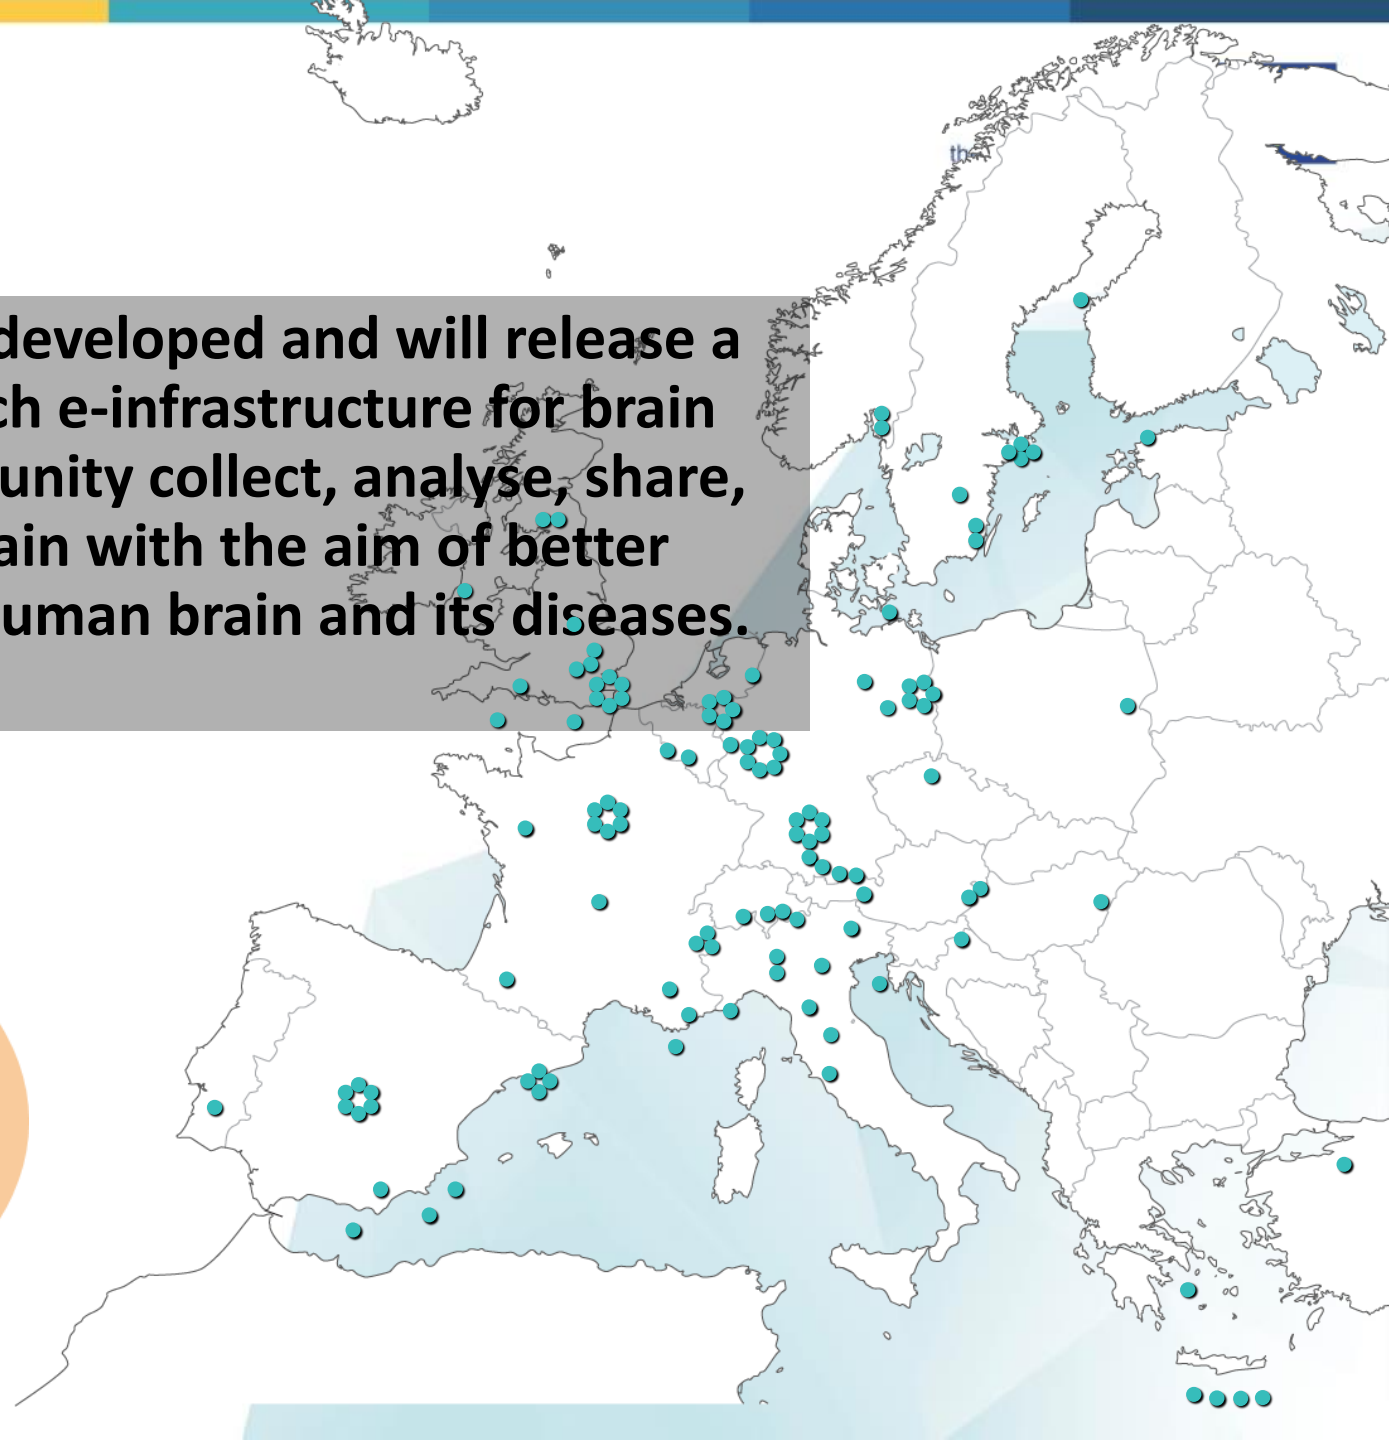 th
developed and will release a
ch e-infrastructure for brain
unity collect, analyse, share,
ain with the aim of better
uman brain and its diseases.